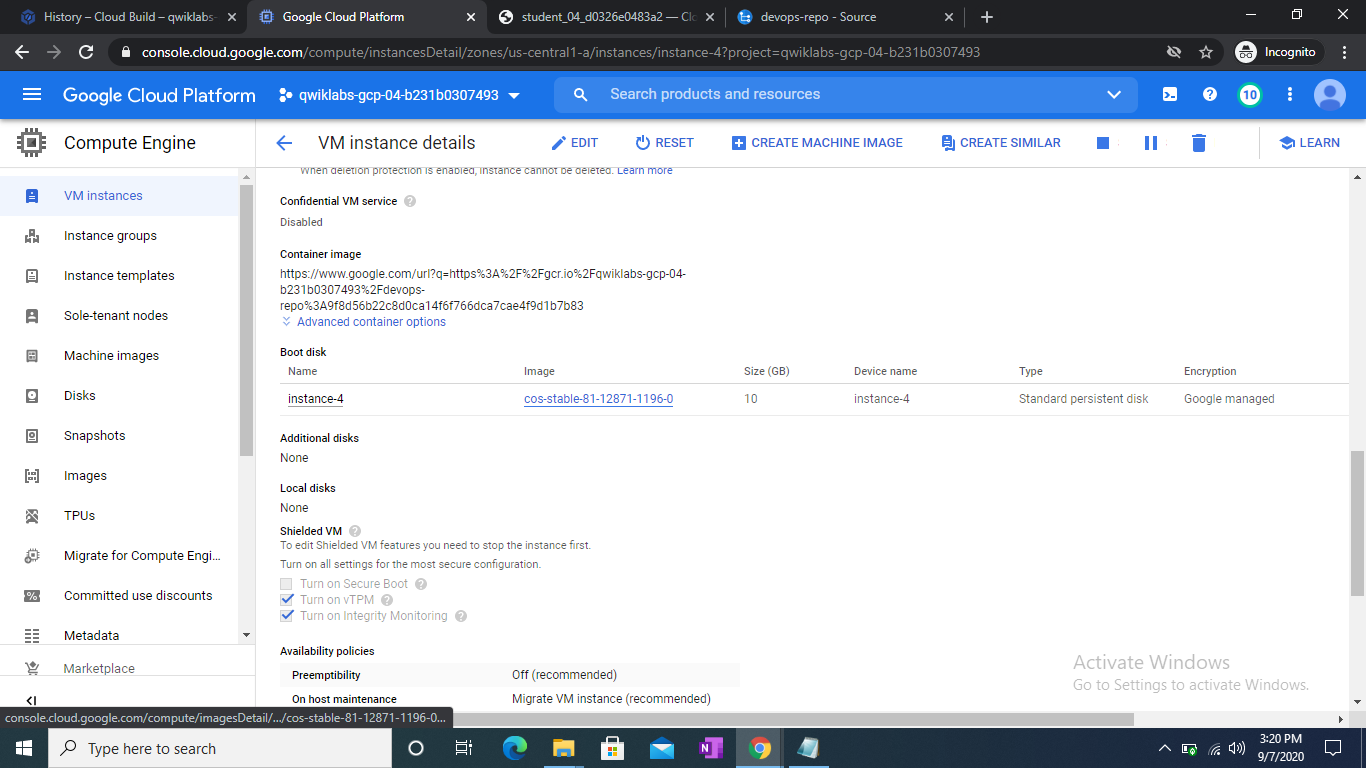 History – Cloud Build – qwiklabs-
Google Cloud Platform
student_04_d0326e0483a2 — Clo
devops-repo - Source
console.cloud.google.com/compute/instancesDetail/zones/us-central1-a/instances/instance-4?project=qwiklabs-gcp-04-b231b0307493
Incognito
Google Cloud Platform
qwiklabs-gcp-04-b231b0307493
Search products and resources
10
Compute Engine
VM instance details
EDIT
RESET
CREATE MACHINE IMAGE
CREATE SIMILAR
LEARN
VM instances
Instance groups
Instance templates
Sole-tenant nodes
Machine images
Disks
Snapshots
Images
TPUs
Migrate for Compute Engi...
Committed use discounts
Metadata
Marketplace
When deletion protection is enabled, instance cannot be deleted. Learn more
Confidential VM service
Disabled
Container image
https://www.google.com/url?q=https%3A%2F%2Fgcr.io%2Fqwiklabs-gcp-04-
b231b0307493%2Fdevops-
repo%3A9f8d56b22c8d0ca14f6f766dca7cae4f9d1b7b83
Advanced container options
Boot disk
Name Image Size (GB) Device name Type Encryption
instance-4 cos-stable-81-12871-1196-0 10 instance-4 Standard persistent disk Google managed
Additional disks
None
Local disks
None
Shielded VM
To edit Shielded VM features you need to stop the instance first.
Turn on all settings for the most secure configuration.
Turn on Secure Boot
Turn on vTPM
Turn on Integrity Monitoring
Availability policies
Preemptibility Off (recommended)
On host maintenance Migrate VM instance (recommended)
Activate Windows
Go to Settings to activate Windows.
console.cloud.google.com/compute/imagesDetail/.../cos-stable-81-12871-1196-0...
Type here to search
3:20 PM
9/7/2020